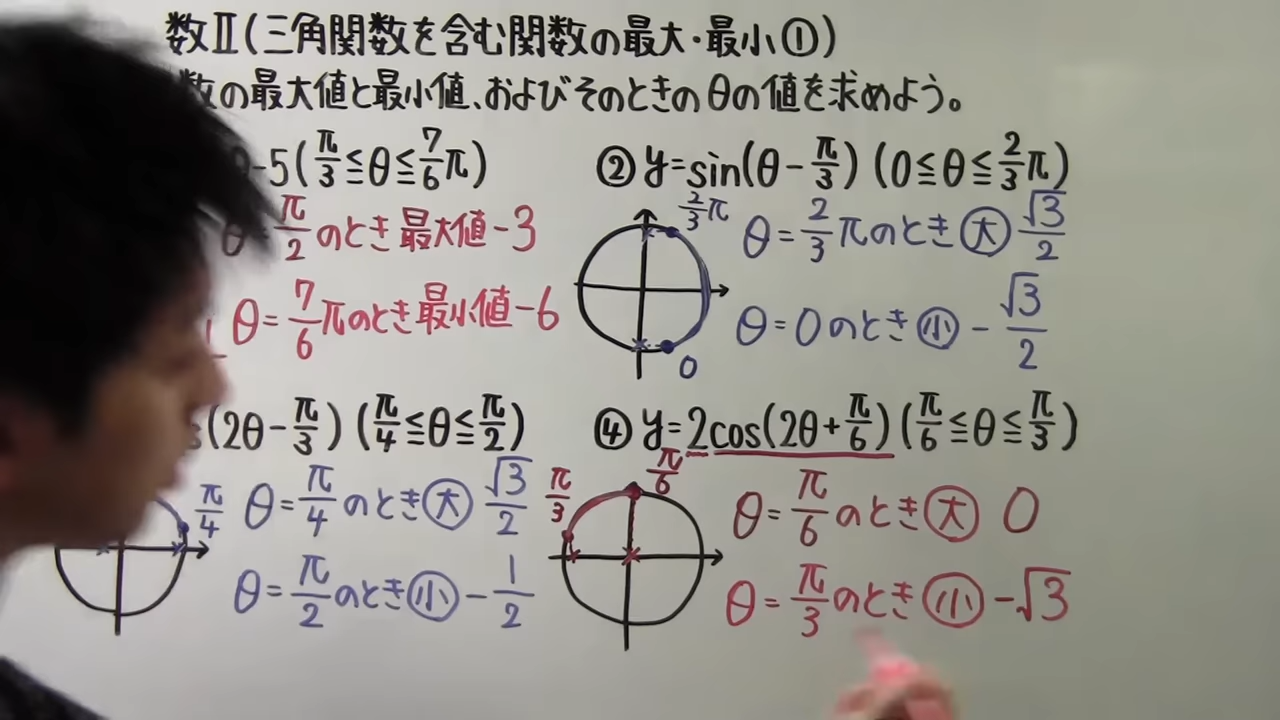 数Ⅱ(三角関数を含む関数の最大・最小①)
数の最大値と最小値、およびそのときのθの値を求めよう。
θ-5(π/3≦θ≦7/6π)
θ=π/2のとき最大値-3
θ=7/6πのとき最小値-6
②y=sin(θ-π/3)(0≦θ≦2/3π)
2/3π
θ=2/3πのとき大 √3/2
θ=0のとき小 -√3/2
0
(2θ-π/3)(π/4≦θ≦π/2)
π/4
θ=π/4のとき大 √3/2
θ=π/2のとき小 -1/2
④y=2cos(2θ+π/6)(π/6≦θ≦π/3)
π/6
π/3
θ=π/6のとき大 0
θ=π/3のとき小 -√3